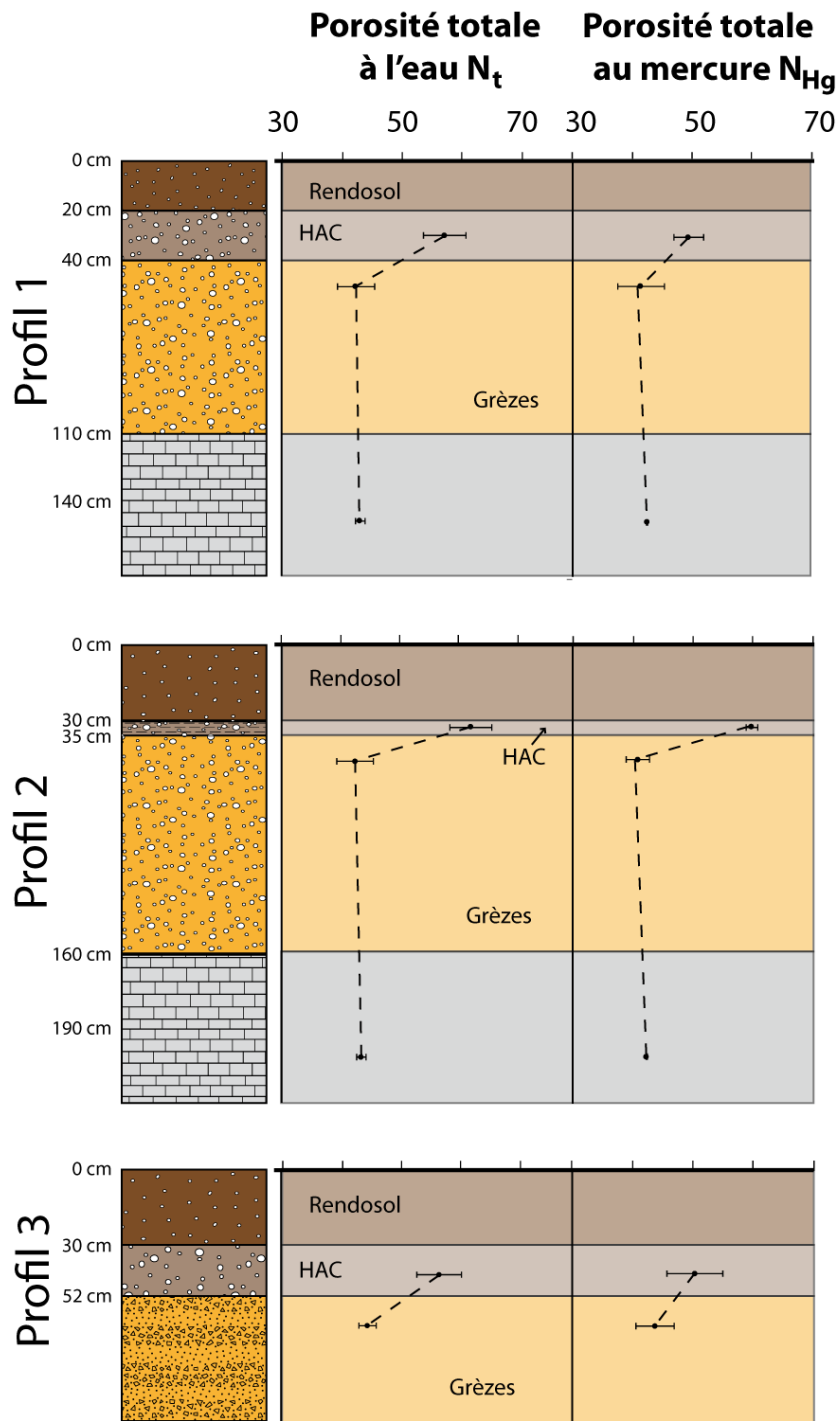 Porosité totale
à l'eau Nt
Porosité totale
au mercure NHg
30 50 70 30 50 70
Profil 1
0 cm
20 cm
40 cm
110 cm
140 cm
Rendosol
HAC
Grèzes
Profil 2
0 cm
30 cm
35 cm
160 cm
190 cm
Rendosol
HAC
Grèzes
Profil 3
0 cm
30 cm
52 cm
Rendosol
HAC
Grèzes